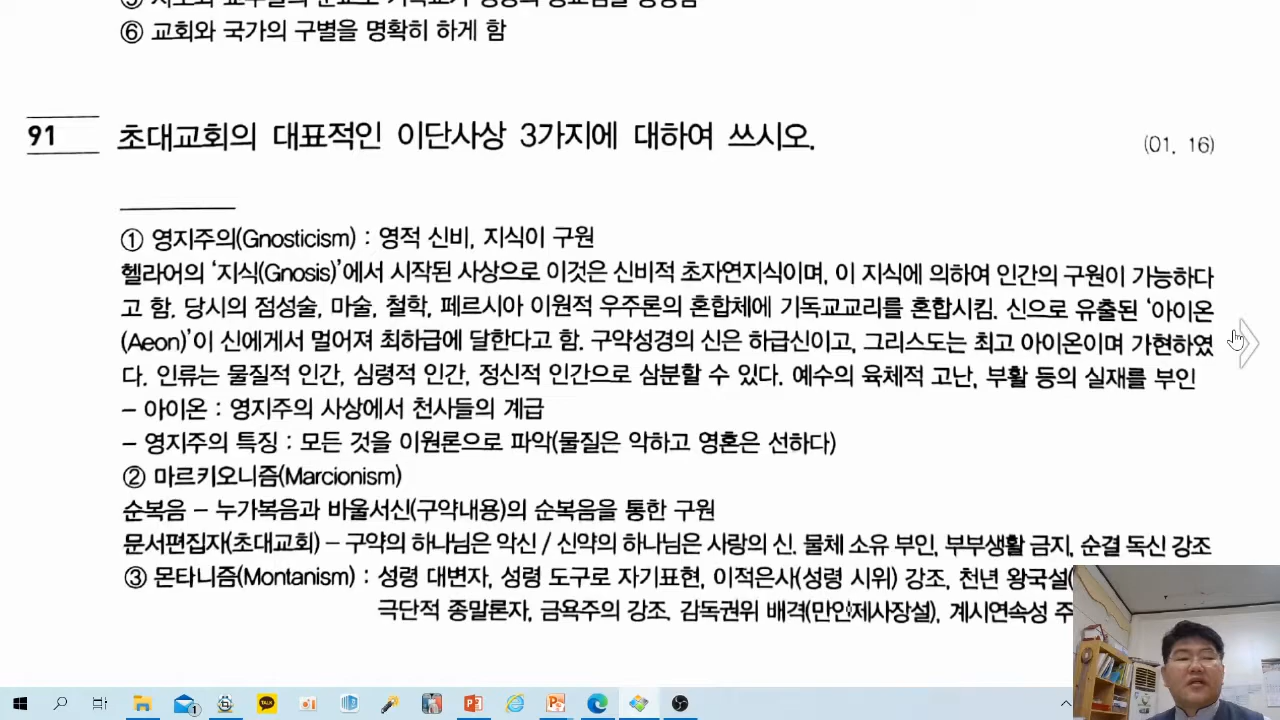 ⑥ 교회와 국가의 구별을 명확히 하게 함
91 초대교회의 대표적인 이단사상 3가지에 대하여 쓰시오. (01. 16)
① 영지주의(Gnosticism) : 영적 신비, 지식이 구원
헬라어의 ‘지식(Gnosis)’에서 시작된 사상으로 이것은 신비적 초자연지식이며, 이 지식에 의하여 인간의 구원이 가능하다
고 함. 당시의 점성술, 마술, 철학, 페르시아 이원적 우주론의 혼합체에 기독교교리를 혼합시킴. 신으로 유출된 ‘아이온
(Aeon)’이 신에게서 멀어져 최하급에 달한다고 함. 구약성경의 신은 하급신이고, 그리스도는 최고 아이온이며 가현하였
다. 인류는 물질적 인간, 심령적 인간, 정신적 인간으로 삼분할 수 있다. 예수의 육체적 고난, 부활 등의 실재를 부인
– 아이온 : 영지주의 사상에서 천사들의 계급
– 영지주의 특징 : 모든 것을 이원론으로 파악(물질은 악하고 영혼은 선하다)
② 마르키오니즘(Marcionism)
순복음 – 누가복음과 바울서신(구약내용)의 순복음을 통한 구원
문서편집자(초대교회) – 구약의 하나님은 악신 / 신약의 하나님은 사랑의 신. 물체 소유 부인, 부부생활 금지, 순결 독신 강조
③ 몬타니즘(Montanism) : 성령 대변자, 성령 도구로 자기표현, 이적은사(성령 시위) 강조, 천년 왕국설(
극단적 종말론자, 금욕주의 강조. 감독권위 배격(만인제사장설), 계시연속성 주